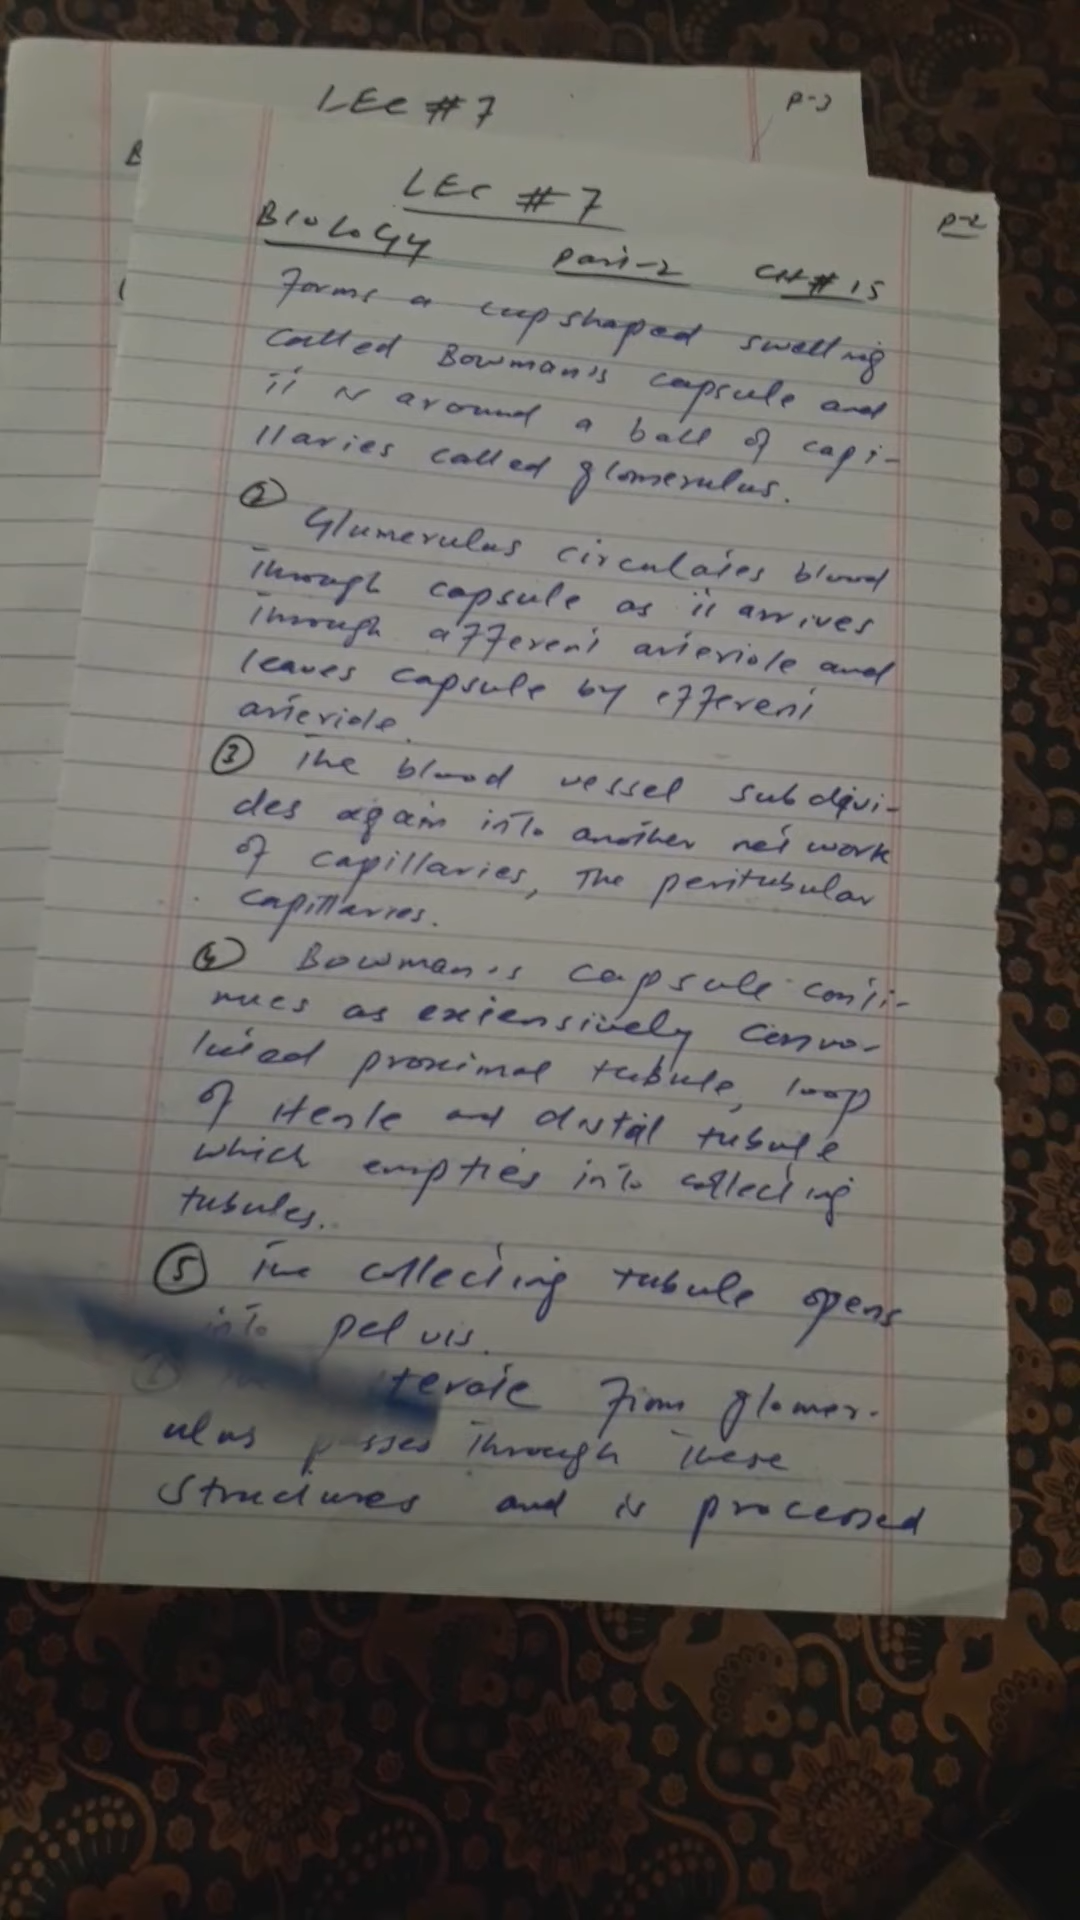 LEC # 7
P-3
B
LEC # 7
P-2
BIOLOGY Part-2 CH # 15
Forms a cup shaped swelling
called Bowman's capsule and
it is around a ball of capi-
llaries called glomerulus.
② Glumerulus circulates blood
through capsule as it arrives
through afferent arteriole and
leaves capsule by efferent
arteriole.
③ The blood vessel subdivi-
des again into another net work
of capillaries, The peritubular
capillaries.
④ Bowman's capsule conti-
nues as extensively convo-
luted proximal tubule, loop
of Henle and distal tubule
which empties into collecting
tubules.
⑤ The collecting tubule opens
into pelvis.
from glomer-
ulus passes through these
structures and is processed